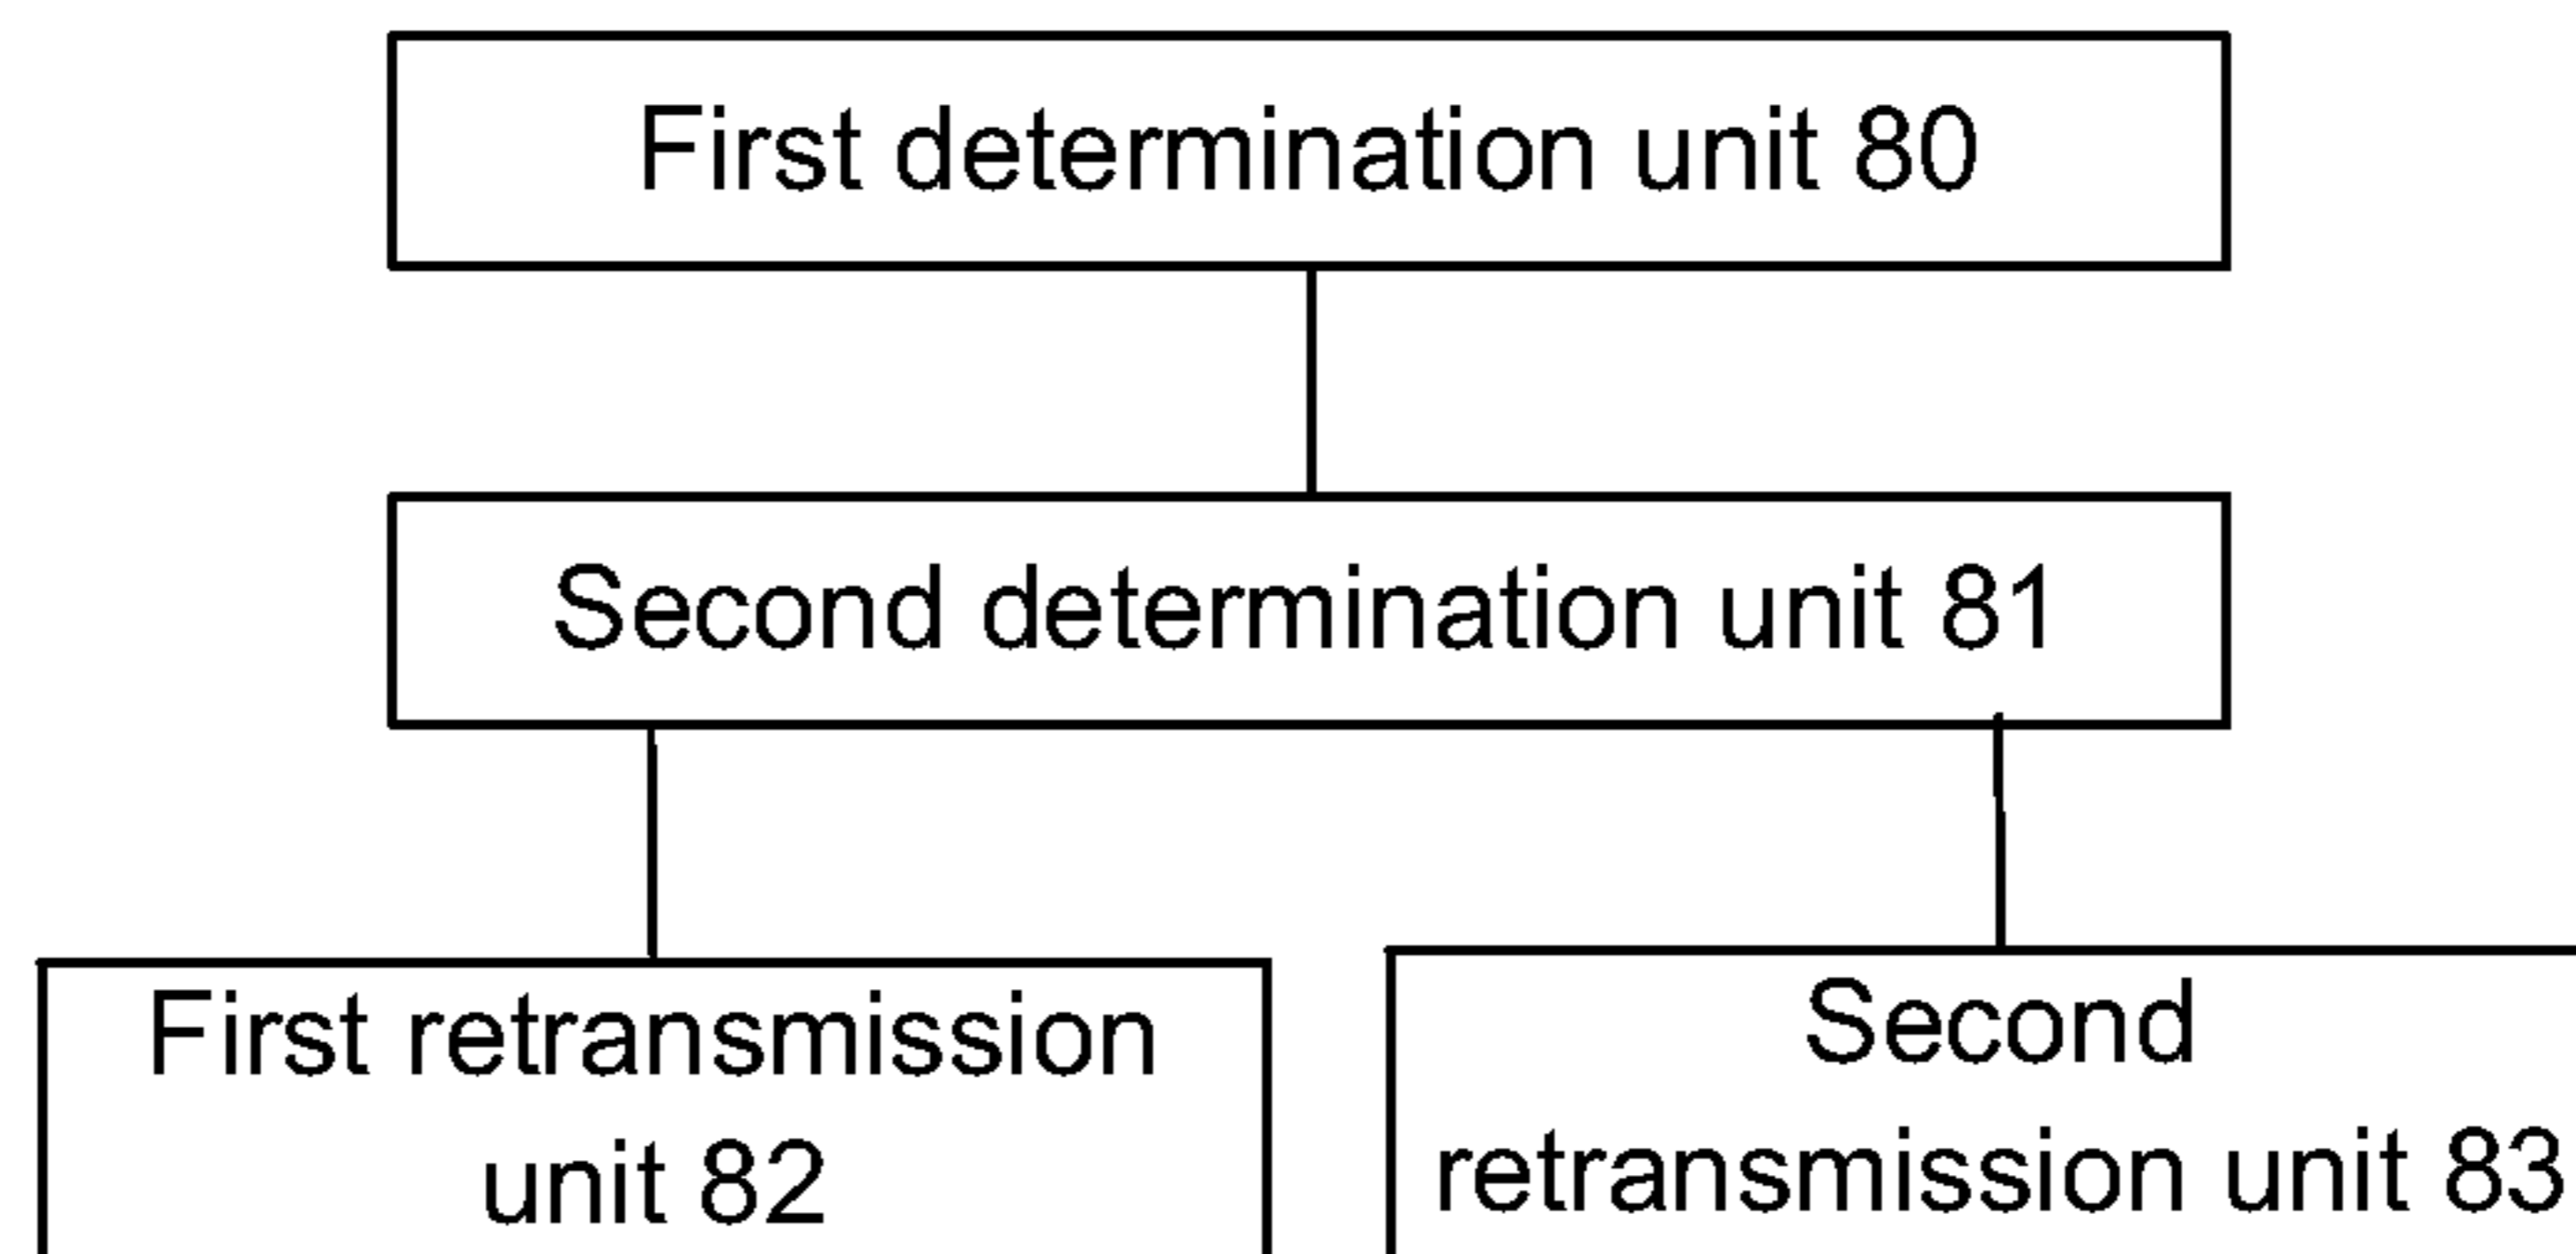 First determination unit 80
Second determination unit 81
First retransmission
unit 82
Second
retransmission unit 83